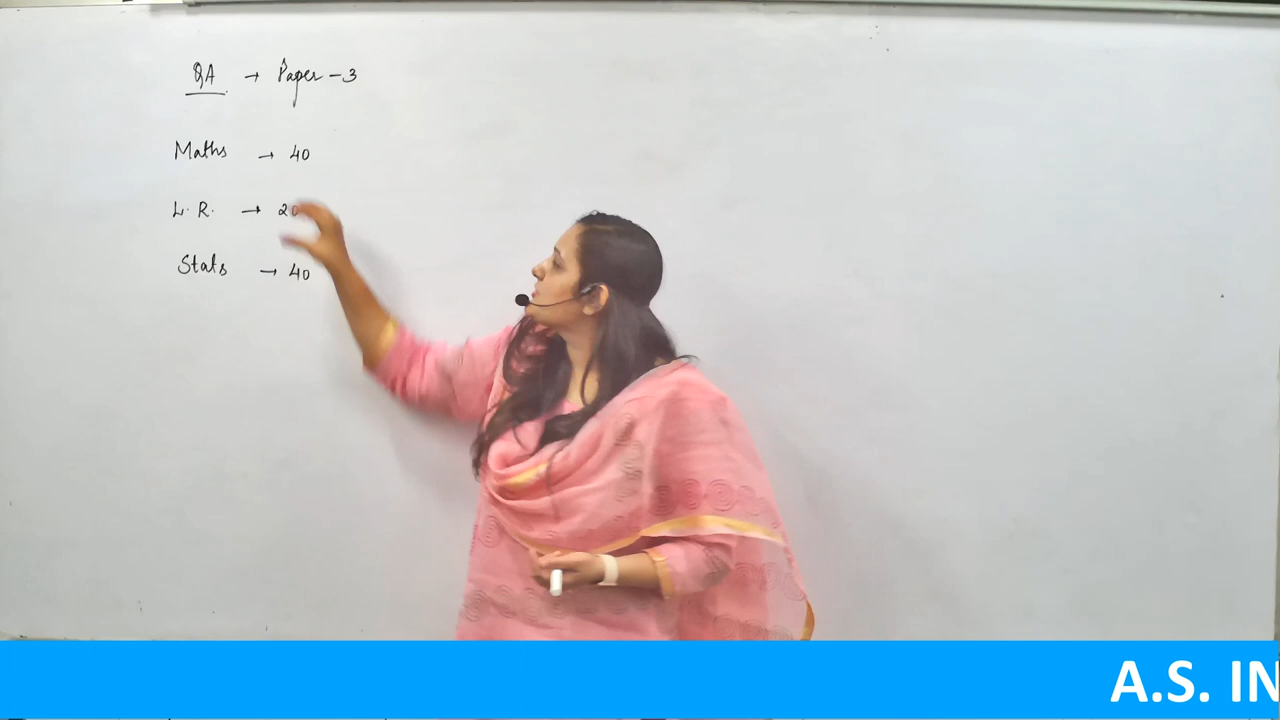 QA → Paper - 3
Maths → 40
L.R. → 20
Stats → 40
A.S. IN